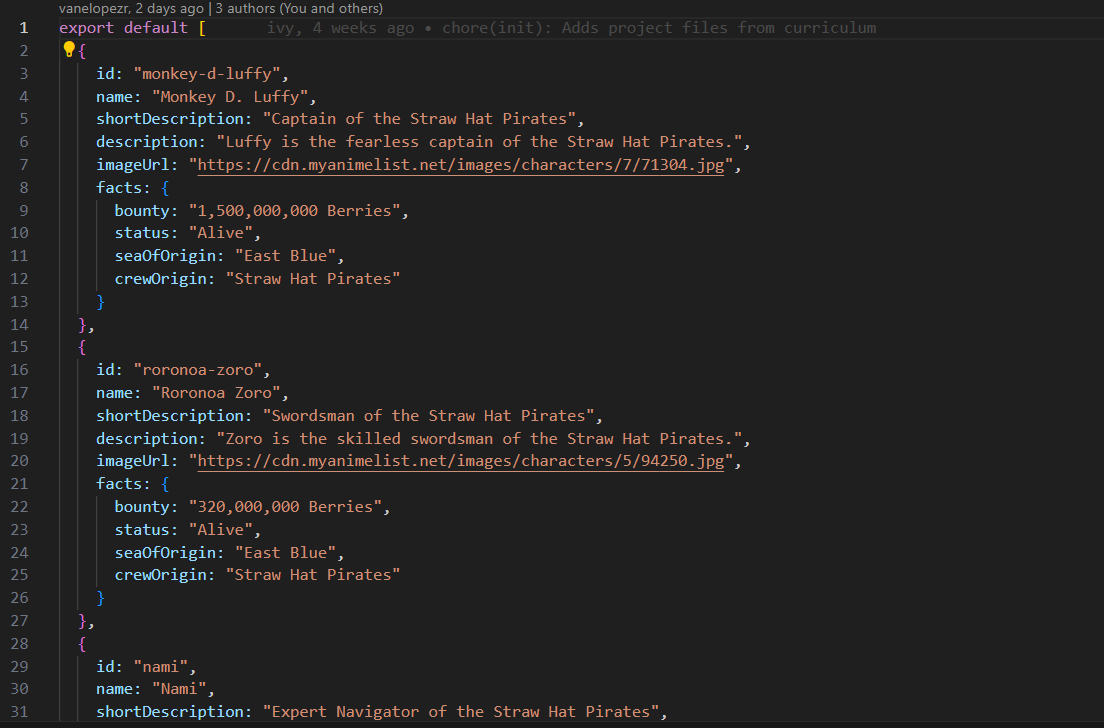 vanelopezr, 2 days ago | 3 authors (You and others)
1 export default [ ivy, 4 weeks ago • chore(init): Adds project files from curriculum
2 {
3 id: "monkey-d-luffy",
4 name: "Monkey D. Luffy",
5 shortDescription: "Captain of the Straw Hat Pirates",
6 description: "Luffy is the fearless captain of the Straw Hat Pirates.",
7 imageUrl: "https://cdn.myanimelist.net/images/characters/7/71304.jpg",
8 facts: {
9 bounty: "1,500,000,000 Berries",
10 status: "Alive",
11 seaOfOrigin: "East Blue",
12 crewOrigin: "Straw Hat Pirates"
13 }
14 },
15 {
16 id: "roronoa-zoro",
17 name: "Roronoa Zoro",
18 shortDescription: "Swordsman of the Straw Hat Pirates",
19 description: "Zoro is the skilled swordsman of the Straw Hat Pirates.",
20 imageUrl: "https://cdn.myanimelist.net/images/characters/5/94250.jpg",
21 facts: {
22 bounty: "320,000,000 Berries",
23 status: "Alive",
24 seaOfOrigin: "East Blue",
25 crewOrigin: "Straw Hat Pirates"
26 }
27 },
28 {
29 id: "nami",
30 name: "Nami",
31 shortDescription: "Expert Navigator of the Straw Hat Pirates",